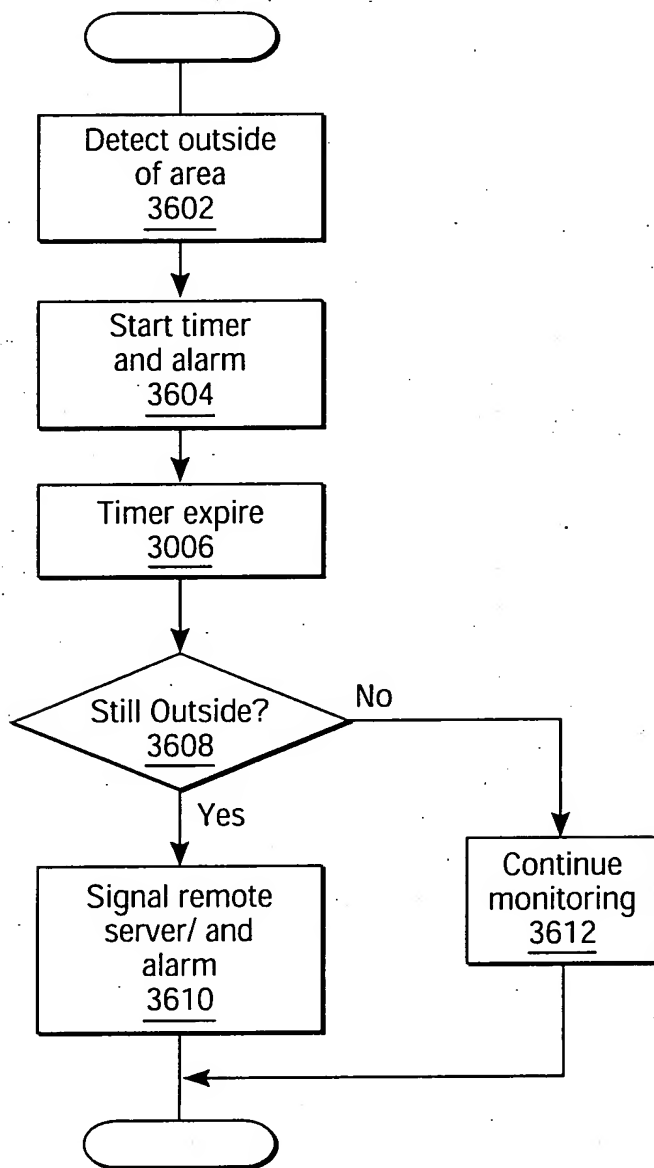 Detect outside
of area
3602
Start timer
and alarm
3604
Timer expire
3006
Still Outside?
3608
No
Yes
Signal remote
server/ and
alarm
3610
Continue
monitoring
3612